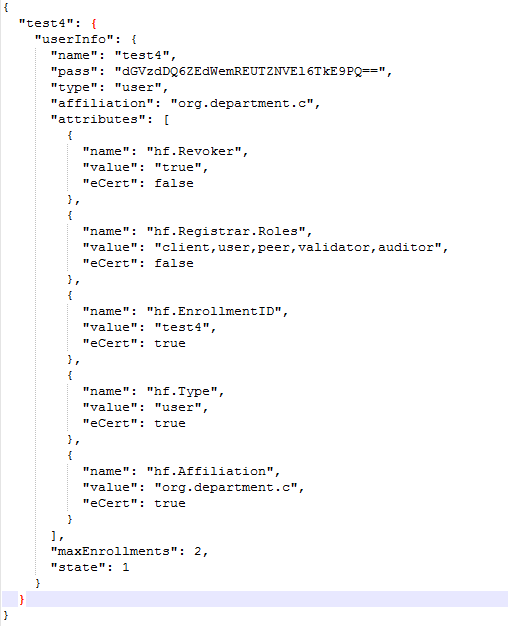 {
"test4": {
"userInfo": {
"name": "test4",
"pass": "dGVzdDQ6ZEdWemREUTZNVEl6TkE9PQ==",
"type": "user",
"affiliation": "org.department.c",
"attributes": [
{
"name": "hf.Revoker",
"value": "true",
"eCert": false
},
{
"name": "hf.Registrar.Roles",
"value": "client,user,peer,validator,auditor",
"eCert": false
},
{
"name": "hf.EnrollmentID",
"value": "test4",
"eCert": true
},
{
"name": "hf.Type",
"value": "user",
"eCert": true
},
{
"name": "hf.Affiliation",
"value": "org.department.c",
"eCert": true
}
],
"maxEnrollments": 2,
"state": 1
}
}
}